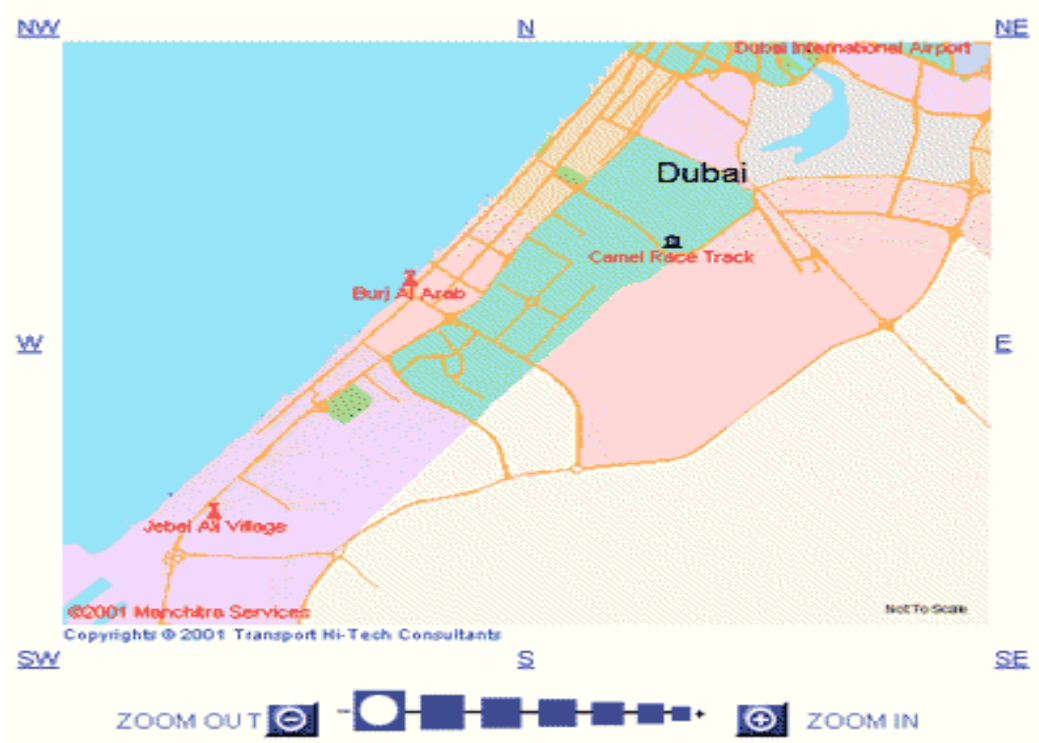 NW N NE
Dubai International Airport
Dubai
Camel Race Track
Burj Al Arab
W E
Jebel Ali Village
©2001 Manchitra Services
Not To Scale
Copyrights © 2001 Transport Hi-Tech Consultants
SW S SE
ZOOM OUT - + ZOOM IN